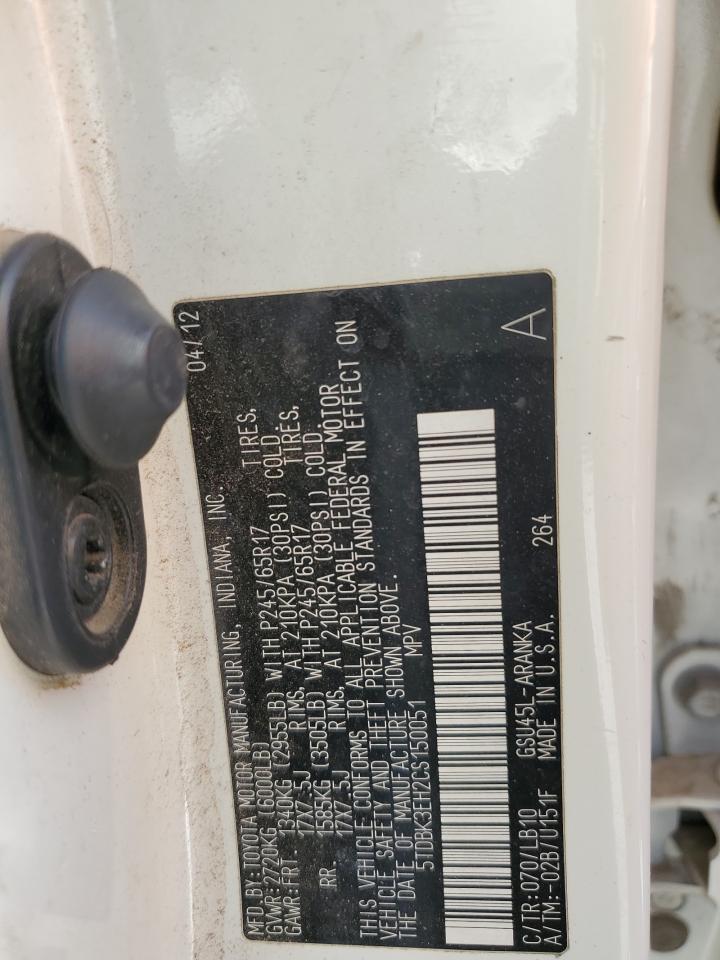 MFD.BY:TOYOTA MOTOR MANUFACTURING, INDIANA, INC. 04/12
GVWR:2720KG (6000LB)
GAWR:FRT. 1340KG (2955LB) WITH P245/65R17 TIRES,
17X7.5J RIMS, AT 210KPA (30PSI) COLD.
RR. 1585KG (3505LB) WITH P245/65R17 TIRES,
17X7.5J RIMS, AT 210KPA (30PSI) COLD.
THIS VEHICLE CONFORMS TO ALL APPLICABLE FEDERAL MOTOR
VEHICLE SAFETY AND THEFT PREVENTION STANDARDS IN EFFECT ON
THE DATE OF MANUFACTURE SHOWN ABOVE.
5TDBK3EH2CS150051 MPV
C/TR:070/LB10 GSU45L-ARANKA 264 A
A/TM:-02B/U151F MADE IN U.S.A.